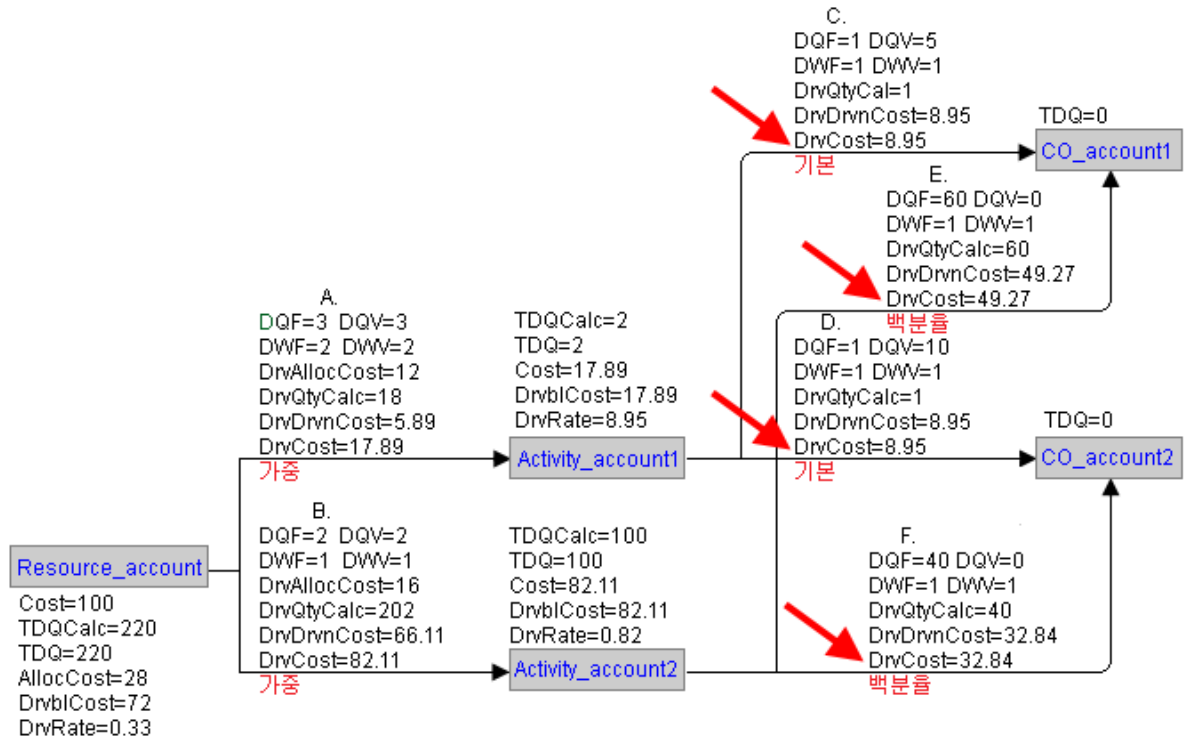 C.
DQF=1 DQV=5
DWF=1 DWV=1
DrvQtyCal=1
DrvDrvnCost=8.95
DrvCost=8.95
기본
TDQ=0
CO_account1
E.
DQF=60 DQV=0
DWF=1 DWV=1
DrvQtyCalc=60
DrvDrvnCost=49.27
DrvCost=49.27
백분율
A.
DQF=3 DQV=3
DWF=2 DWV=2
DrvAllocCost=12
DrvQtyCalc=18
DrvDrvnCost=5.89
DrvCost=17.89
가중
TDQCalc=2
TDQ=2
Cost=17.89
DrvblCost=17.89
DrvRate=8.95
Activity_account1
D.
DQF=1 DQV=10
DWF=1 DWV=1
DrvQtyCalc=1
DrvDrvnCost=8.95
DrvCost=8.95
기본
TDQ=0
CO_account2
B.
DQF=2 DQV=2
DWF=1 DWV=1
DrvAllocCost=16
DrvQtyCalc=202
DrvDrvnCost=66.11
DrvCost=82.11
가중
TDQCalc=100
TDQ=100
Cost=82.11
DrvblCost=82.11
DrvRate=0.82
Activity_account2
F.
DQF=40 DQV=0
DWF=1 DWV=1
DrvQtyCalc=40
DrvDrvnCost=32.84
DrvCost=32.84
백분율
Resource_account
Cost=100
TDQCalc=220
TDQ=220
AllocCost=28
DrvblCost=72
DrvRate=0.33